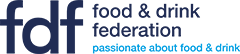 fdf food & drink
federation
passionate about food & drink